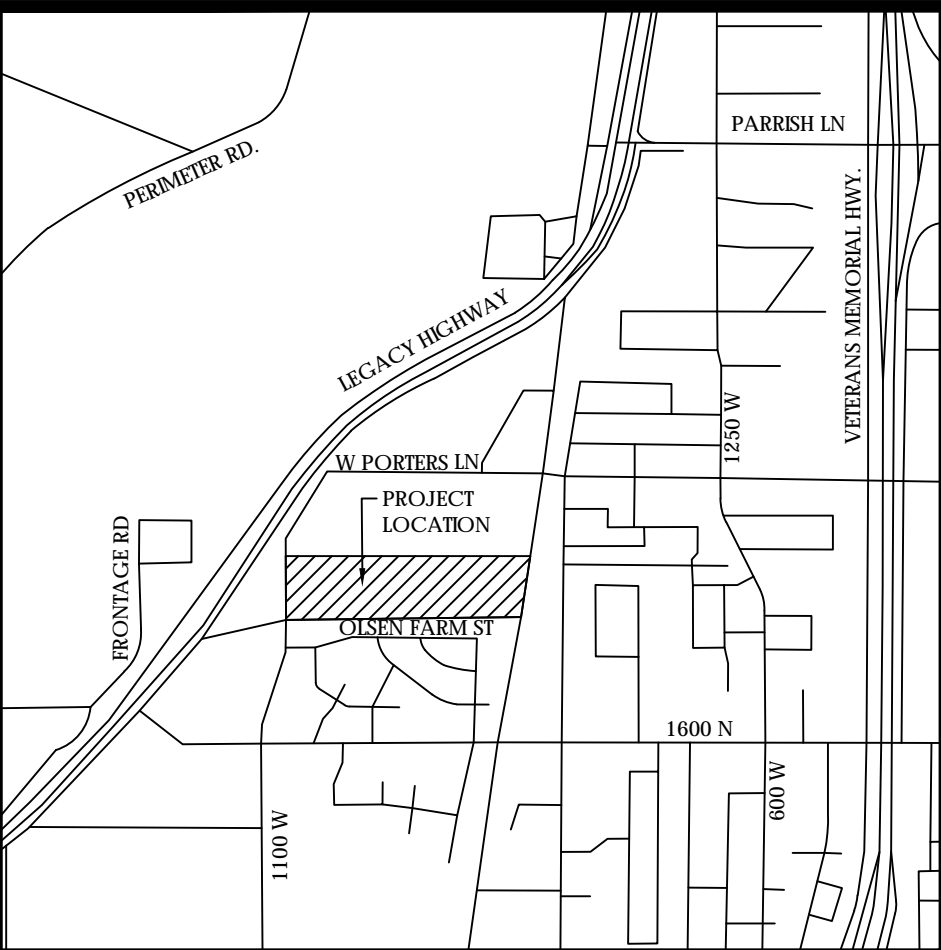 PARRISH LN
PERIMETER RD.
VETERANS MEMORIAL HWY.
LEGACY HIGHWAY
1250 W
W PORTERS LN
PROJECT
LOCATION
FRONTAGE RD
OLSEN FARM ST
1600 N
600 W
1100 W